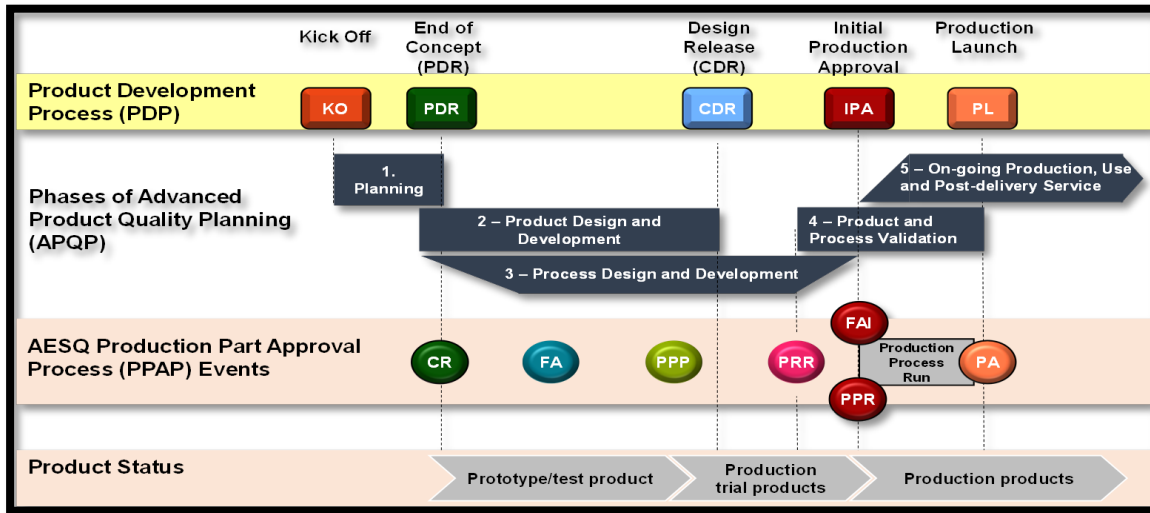 Kick Off
End of
Concept
(PDR)
Design
Release
(CDR)
Initial
Production
Approval
Production
Launch
Product Development
Process (PDP)
KO
PDR
CDR
IPA
PL
Phases of Advanced
Product Quality Planning
(APQP)
1.
Planning
2 – Product Design and
Development
3 – Process Design and Development
4 – Product and
Process Validation
5 – On-going Production, Use
and Post-delivery Service
AESQ Production Part Approval
Process (PPAP) Events
CR
FA
PPP
PRR
FAI
PPR
Production
Process
Run
PA
Product Status
Prototype/test product
Production
trial products
Production products